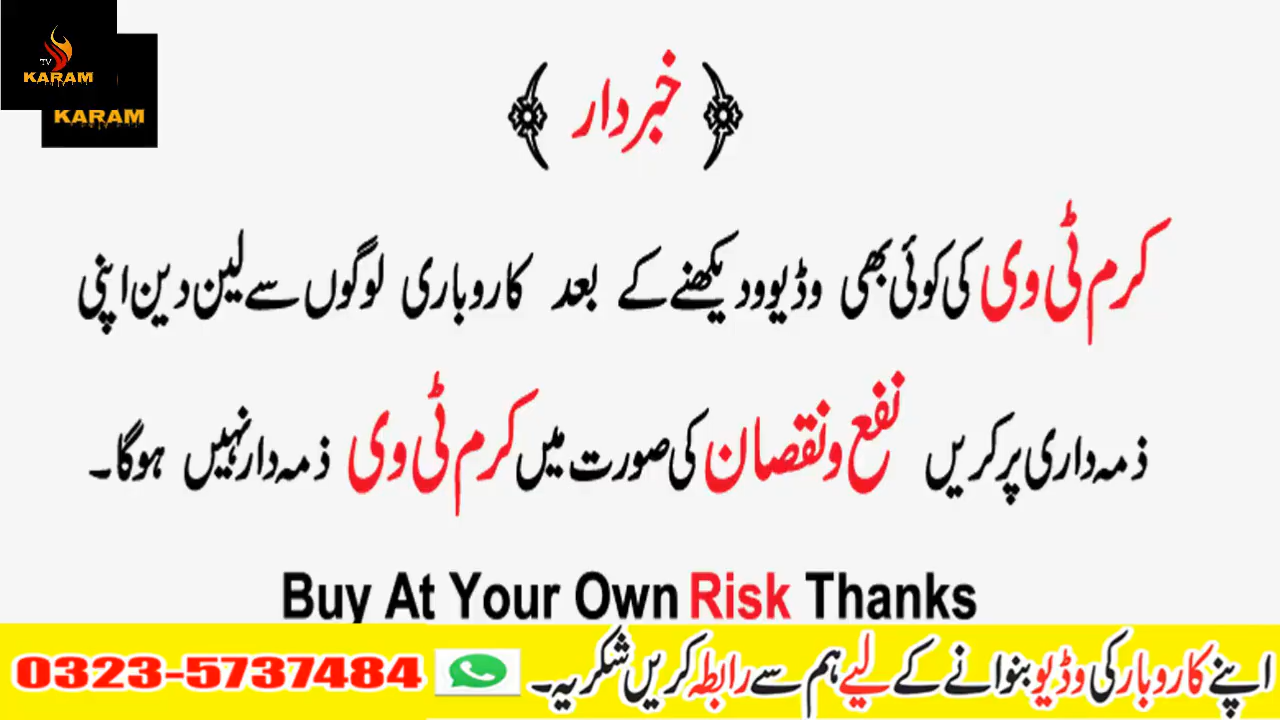 TV
KARAM
KARAM
خبردار
کرم ٹی وی کی کوئی بھی وڈیو دیکھنے کے بعد کاروباری لوگوں سے لین دین اپنی
ذمہ داری پر کریں نفع و نقصان کی صورت میں کرم ٹی وی ذمہ دار نہیں ہوگا۔
Buy At Your Own Risk Thanks
اپنے کاروبار کی وڈیو بنوانے کے لیے ہم سے رابطہ کریں شکریہ۔ 0323-5737484